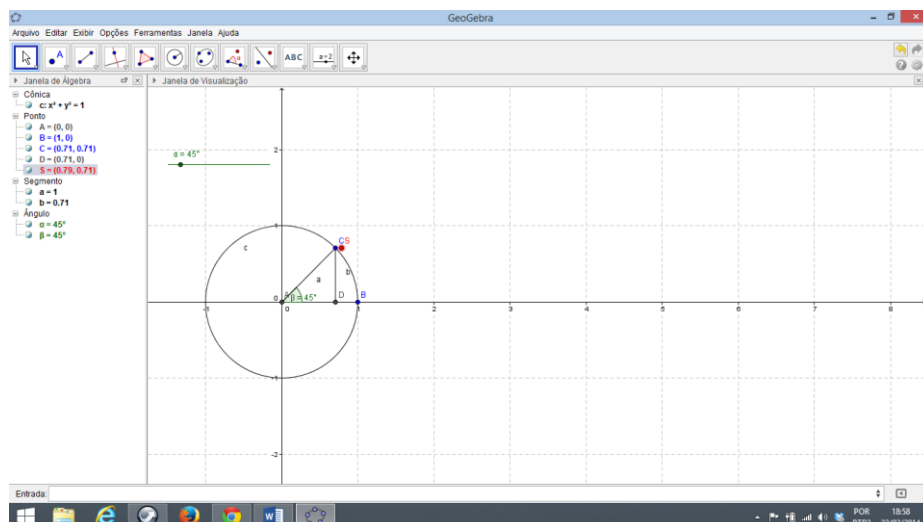 GeoGebra
Arquivo Editar Exibir Opções Ferramentas Janela Ajuda
A
ABC
a=2
Janela de Álgebra
Janela de Visualização
Cônica
c: x² + y² = 1
Ponto
A = (0, 0)
B = (1, 0)
C = (0.71, 0.71)
D = (0.71, 0)
S = (0.79, 0.71)
Segmento
a = 1
b = 0.71
Ângulo
α = 45°
β = 45°
α = 45°
2
1
c
C S
a
b
0 A β = 45° D B
-1 0 1 2 3 4 5 6 7 8
-1
-2
Entrada:
W
POR 18:58